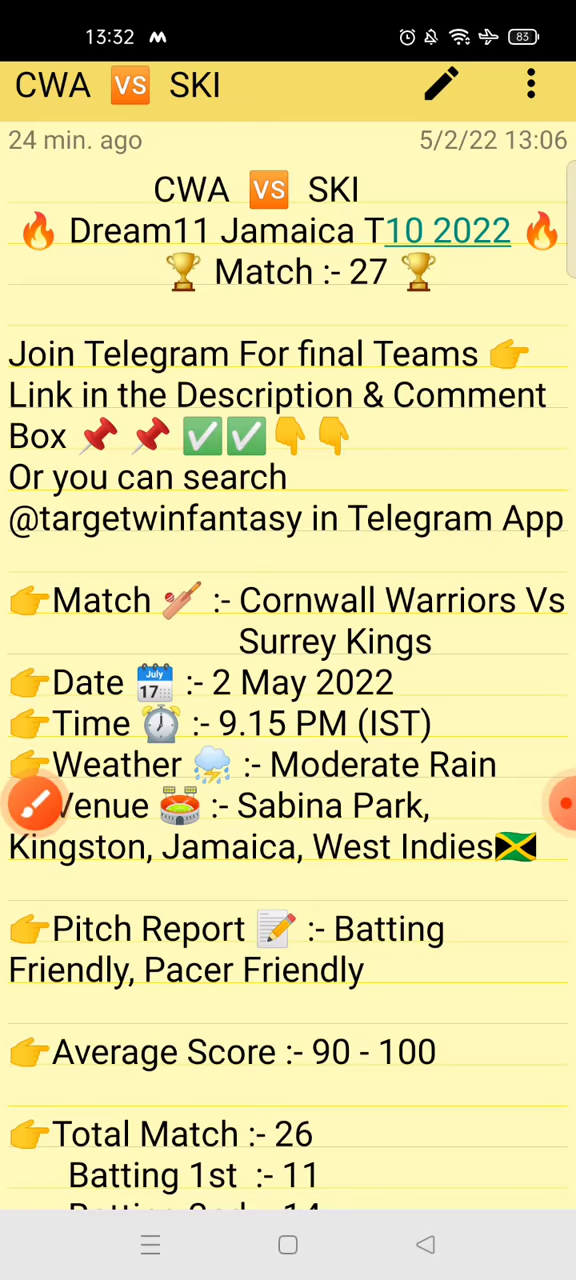 13:32
83
CWA 🆚 SKI
24 min. ago 5/2/22 13:06
CWA 🆚 SKI
🔥 Dream11 Jamaica T10 2022 🔥
🏆 Match :- 27 🏆
Join Telegram For final Teams 👉
Link in the Description & Comment
Box 📌 📌 ✅✅👇👇
Or you can search
@targetwinfantasy in Telegram App
👉Match 🏏 :- Cornwall Warriors Vs
Surrey Kings
👉Date 📅 :- 2 May 2022
👉Time ⏰ :- 9.15 PM (IST)
👉Weather ⛈️ :- Moderate Rain
Venue 🏟️ :- Sabina Park,
Kingston, Jamaica, West Indies🇯🇲
👉Pitch Report 📝 :- Batting
Friendly, Pacer Friendly
👉Average Score :- 90 - 100
👉Total Match :- 26
Batting 1st :- 11